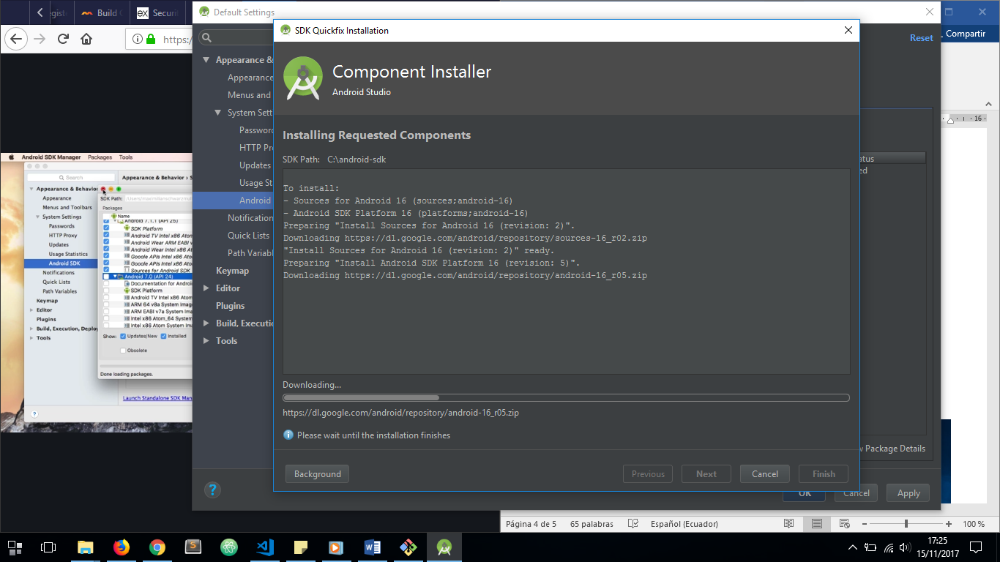 Build
Securi
https:/
Default Settings
Compartir
Reset
SDK Quickfix Installation
Component Installer
Android Studio
Installing Requested Components
SDK Path: C:\android-sdk
To install:
- Sources for Android 16 (sources;android-16)
- Android SDK Platform 16 (platforms;android-16)
Preparing "Install Sources for Android 16 (revision: 2)".
Downloading https://dl.google.com/android/repository/sources-16_r02.zip
"Install Sources for Android 16 (revision: 2)" ready.
Preparing "Install Android SDK Platform 16 (revision: 5)".
Downloading https://dl.google.com/android/repository/android-16_r05.zip
Downloading...
https://dl.google.com/android/repository/android-16_r05.zip
Please wait until the installation finishes
Background
Previous
Next
Cancel
Finish
Appearance &
Appearance
Menus and
System Sett
Password
HTTP Pr
Updates
Usage St
Android
Notification
Quick Lists
Path Variabl
Keymap
Editor
Plugins
Build, Executi
Tools
atus
ed
16
Package Details
?
OK
Cancel
Apply
Android SDK Manager Packages Tools
Search
Appearance & Behavior › S
Appearance & Behavior
Appearance
Menus and Toolbars
System Settings
Passwords
HTTP Proxy
Updates
Usage Statistics
Android SDK
Notifications
Quick Lists
Path Variables
Keymap
Editor
Plugins
Build, Execution, Deploy
Tools
SDK Path:
Packages
Name
Android 7.1.1 (API 25)
SDK Platform
Android TV Intel x86 Atom
Android Wear ARM EABI v
Android Wear Intel x86 Ato
Google APIs Intel x86 Atom
Google APIs Intel x86 Atom
Sources for Android SDK
Android 7.0 (API 24)
Documentation for Androi
SDK Platform
Android TV Intel x86 Atom
ARM 64 v8a System Imag
ARM EABI v7a System Im
Intel x86 Atom_64 System
Intel x86 Atom System Ima
Show: Updates/New Installed
Obsolete
Done loading packages.
Launch Standalone SDK Man
?
Página 4 de 5 65 palabras Español (Ecuador) 100 %
17:25
15/11/2017